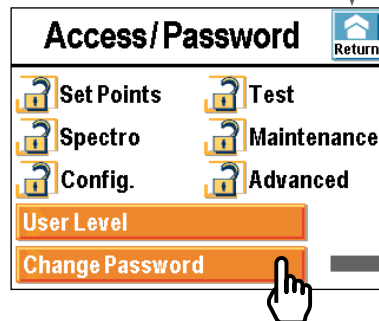 Access/Password
Return
Set Points
Test
Spectro
Maintenance
Config.
Advanced
User Level
Change Password